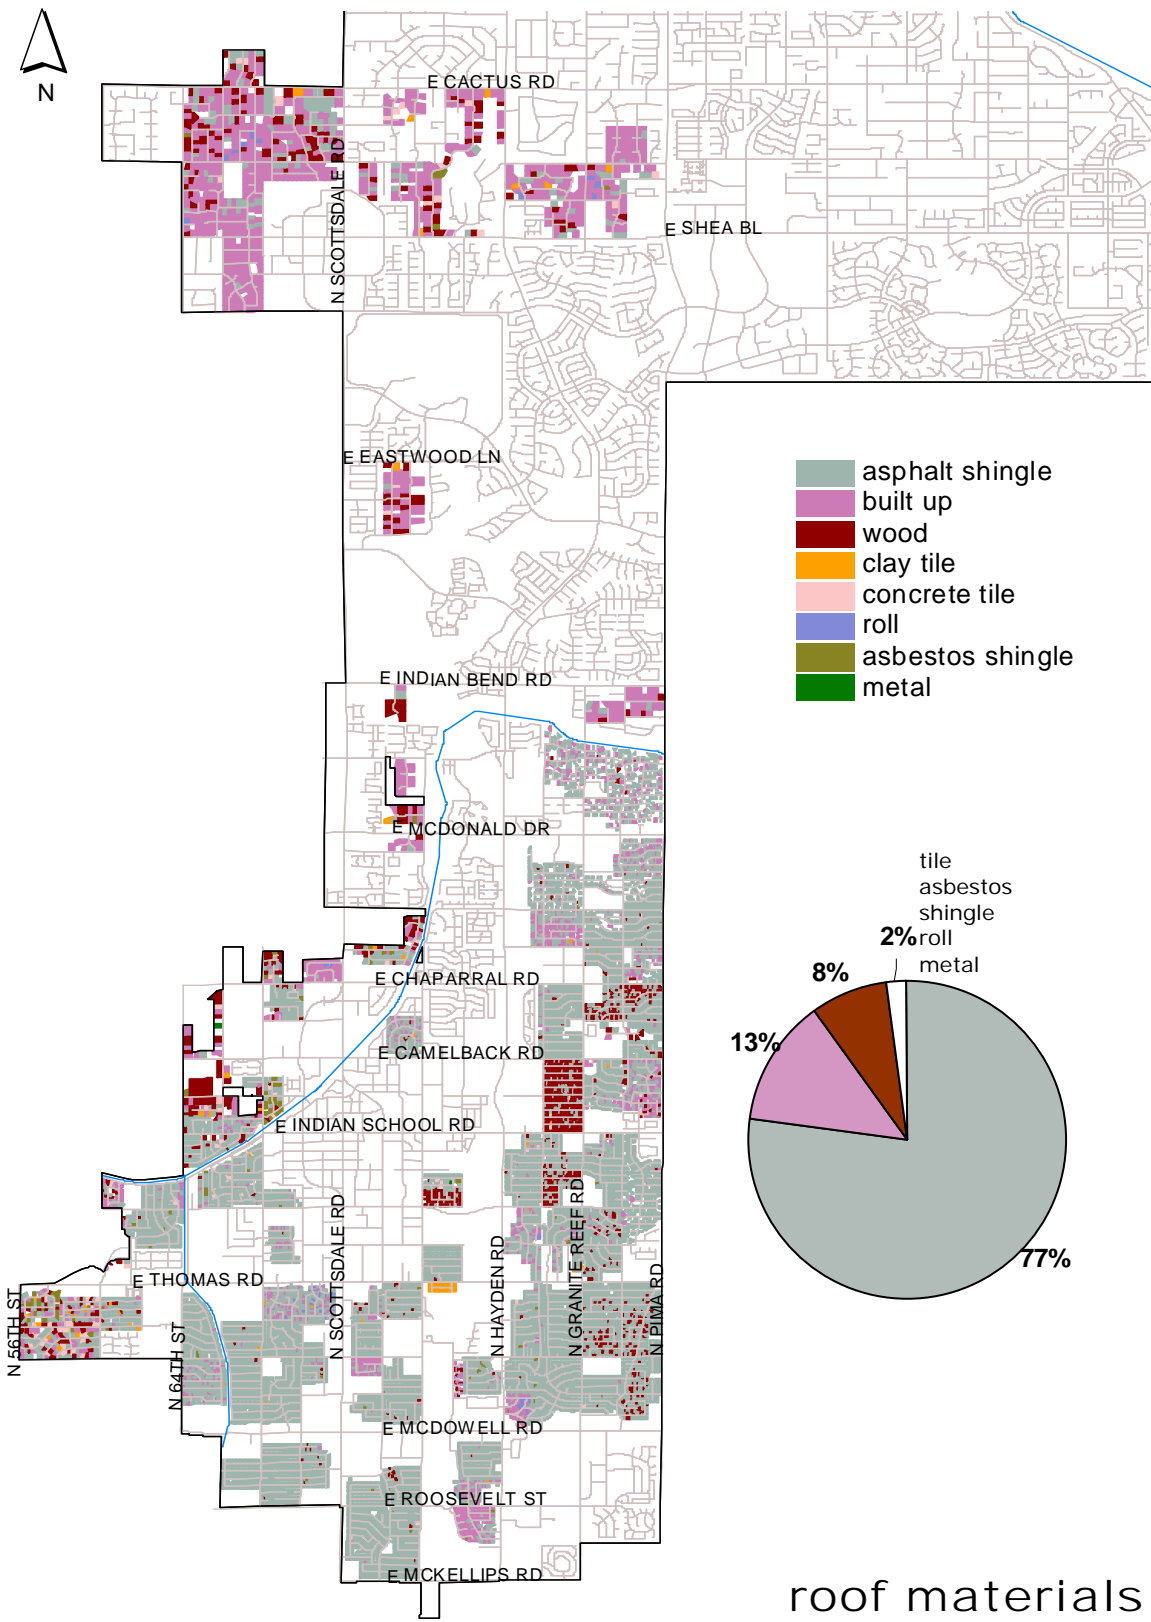 N
E CACTUS RD
N SCOTTSDALE RD
E SHEA BL
E EASTWOOD LN
asphalt shingle
built up
wood
clay tile
concrete tile
roll
asbestos shingle
metal
E INDIAN BEND RD
E MCDONALD DR
tile
asbestos
shingle
2% roll
metal
8%
13%
77%
E CHAPARRAL RD
E CAMELBACK RD
E INDIAN SCHOOL RD
N SCOTTSDALE RD
N HAYDEN RD
N GRANITE REEF RD
N PIMA RD
E THOMAS RD
N 56TH ST
N 64TH ST
E MCDOWELL RD
E ROOSEVELT ST
E MCKELLIPS RD
roof materials